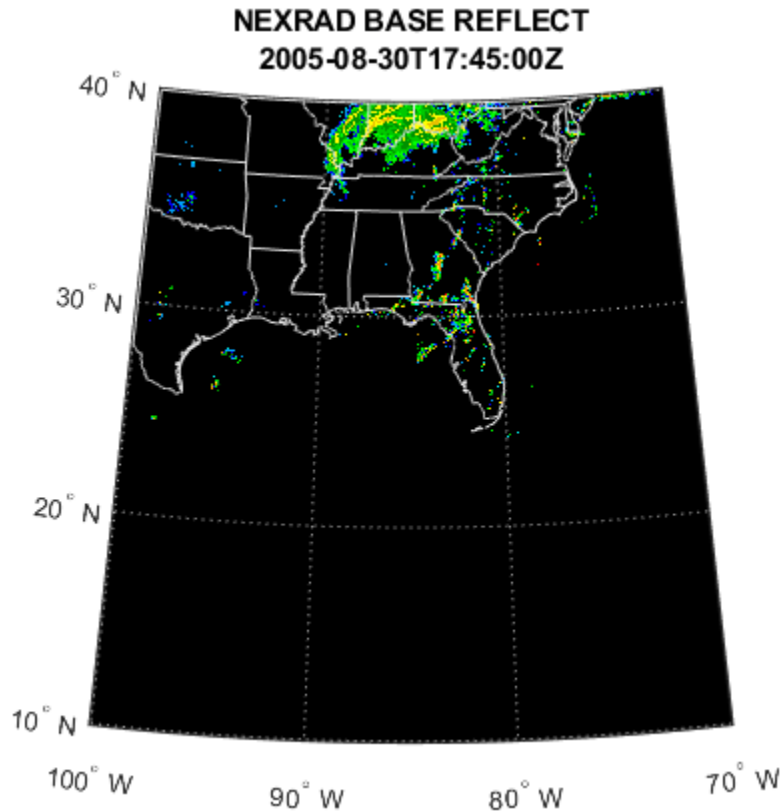 NEXRAD BASE REFLECT
2005-08-30T17:45:00Z
40° N
30° N
20° N
10° N
100° W
90° W
80° W
70° W